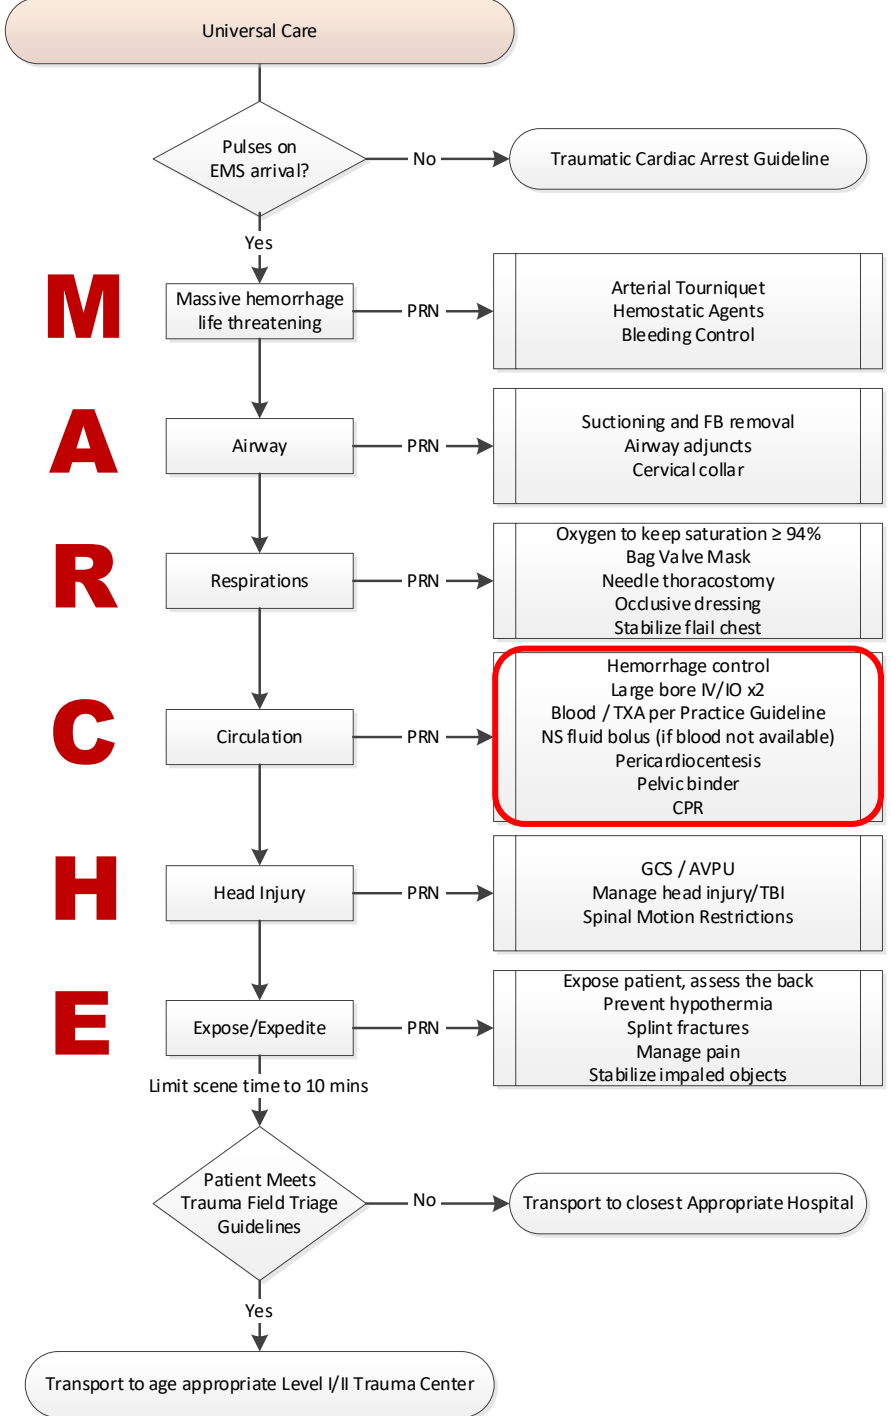 Universal Care
Pulses on
EMS arrival?
No
Traumatic Cardiac Arrest Guideline
Yes
M
Massive hemorrhage
life threatening
PRN
Arterial Tourniquet
Hemostatic Agents
Bleeding Control
A
Airway
PRN
Suctioning and FB removal
Airway adjuncts
Cervical collar
R
Respirations
PRN
Oxygen to keep saturation ≥ 94%
Bag Valve Mask
Needle thoracostomy
Occlusive dressing
Stabilize flail chest
C
Circulation
PRN
Hemorrhage control
Large bore IV/IO x2
Blood / TXA per Practice Guideline
NS fluid bolus (if blood not available)
Pericardiocentesis
Pelvic binder
CPR
H
Head Injury
PRN
GCS / AVPU
Manage head injury/TBI
Spinal Motion Restrictions
E
Expose/Expedite
PRN
Expose patient, assess the back
Prevent hypothermia
Splint fractures
Manage pain
Stabilize impaled objects
Limit scene time to 10 mins
Patient Meets
Trauma Field Triage
Guidelines
No
Transport to closest Appropriate Hospital
Yes
Transport to age appropriate Level I/II Trauma Center